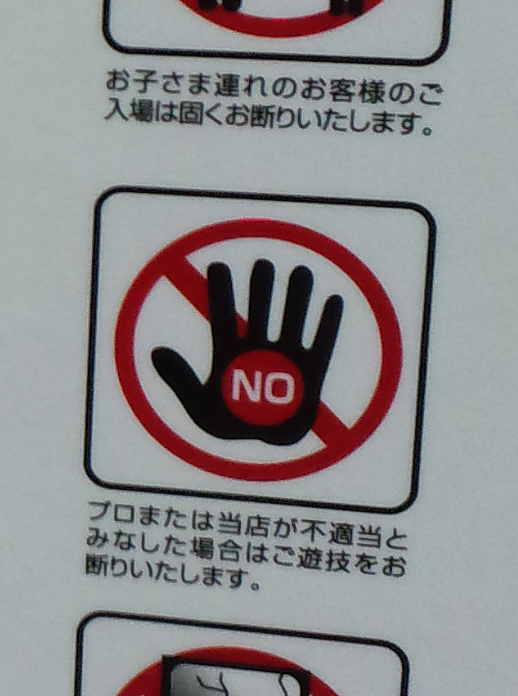 お子さま連れのお客様のご
入場は固くお断りいたします。
NO
プロまたは当店が不適当と
みなした場合はご遊技をお
断りいたします。